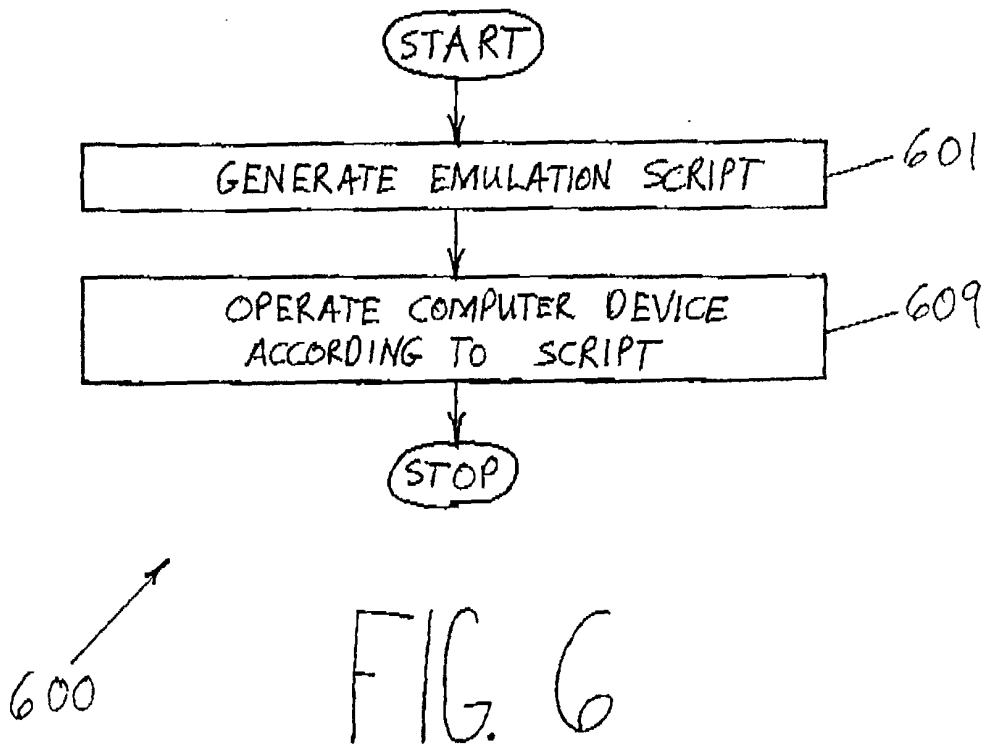 START
GENERATE EMULATION SCRIPT
601
OPERATE COMPUTER DEVICE
ACCORDING TO SCRIPT
609
STOP
600
FIG. 6